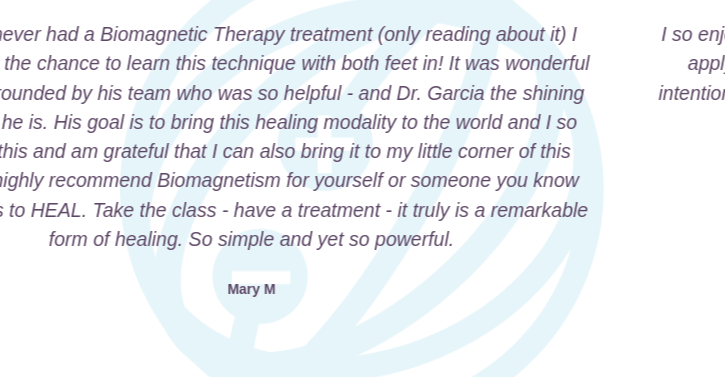 never had a Biomagnetic Therapy treatment (only reading about it) I
the chance to learn this technique with both feet in! It was wonderful
by his team who was so helpful - and Dr. Garcia the shining
he is. His goal is to bring this healing modality to the world and I so
this and am grateful that I can also bring it to my little corner of this
highly recommend Biomagnetism for yourself or someone you know
to HEAL. Take the class - have a treatment - it truly is a remarkable
form of healing. So simple and yet so powerful.
Mary M
I so